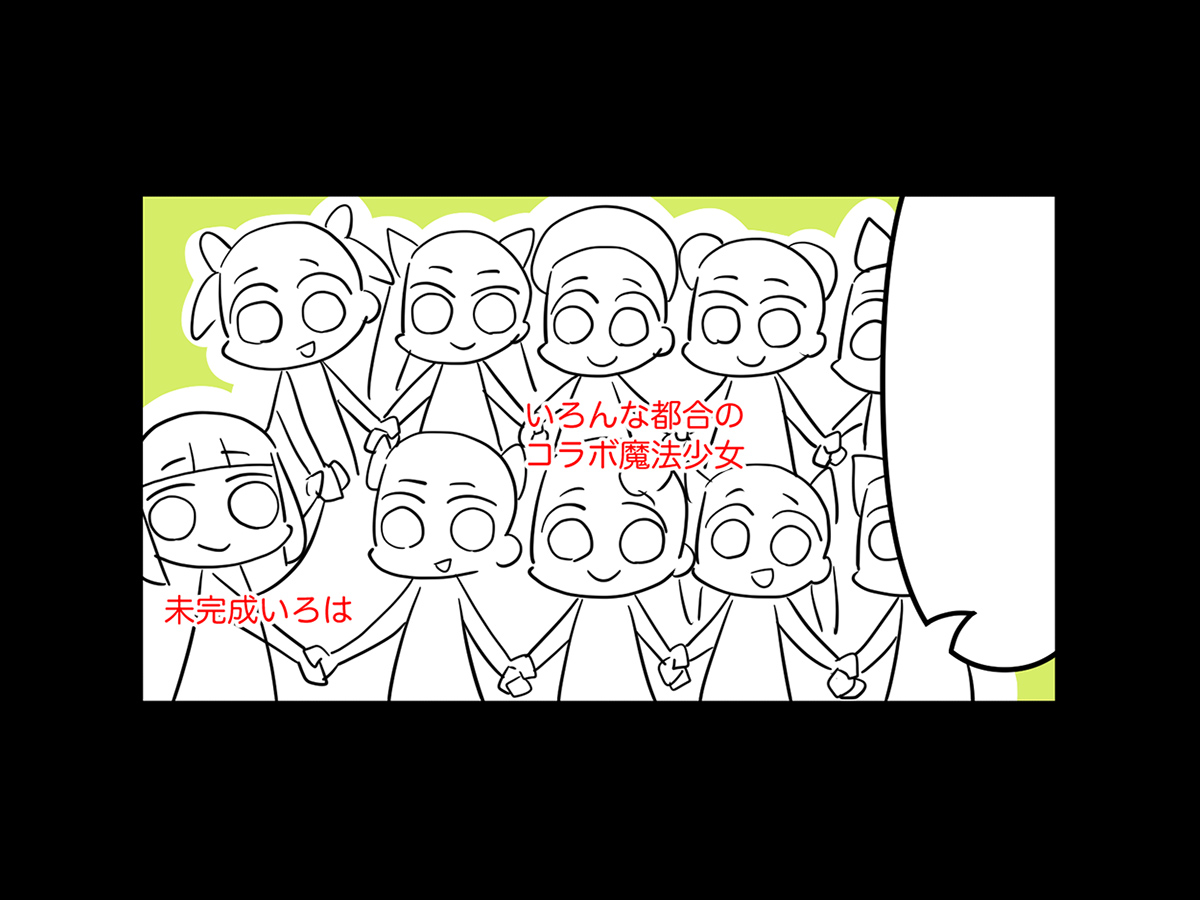 いろんな都合の
コラボ魔法少女
未完成いろは